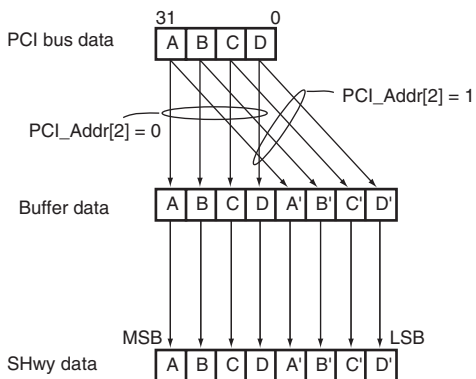 31 0
PCI bus data A B C D
PCI_Addr[2] = 1
PCI_Addr[2] = 0
Buffer data A B C D A' B' C' D'
MSB LSB
SHwy data A B C D A' B' C' D'